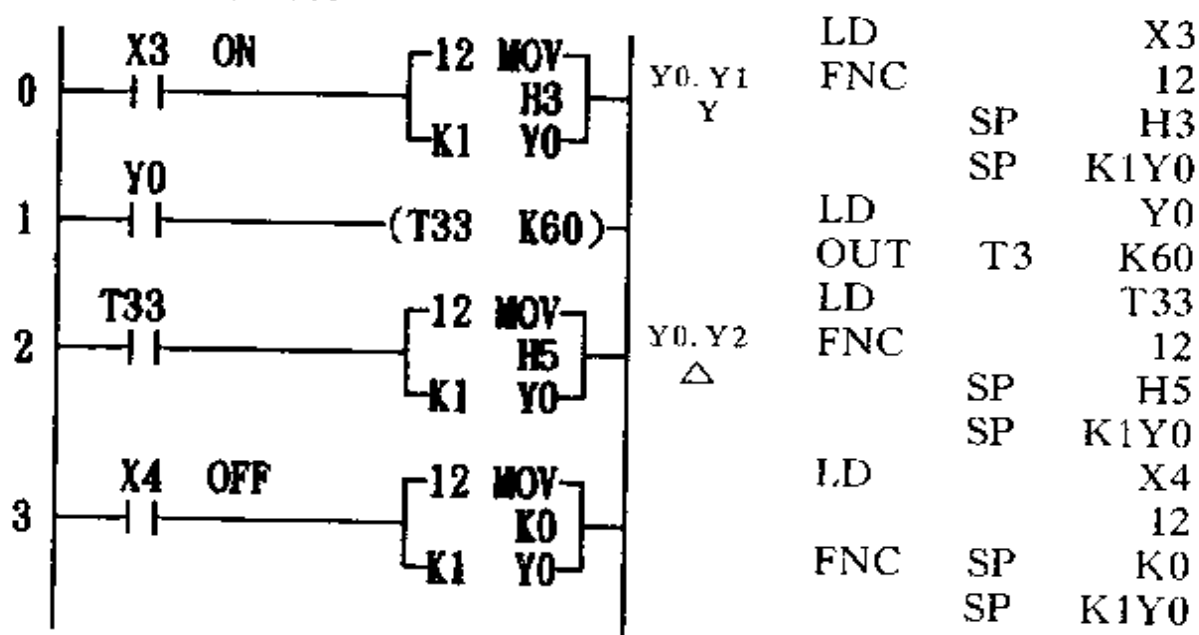 X3 ON
12 MOV
0
H3
K1 Y0
Y0.Y1
Y
Y0
1
(T33 K60)
T33
12 MOV
2
H5
K1 Y0
Y0.Y2
△
X4 OFF
12 MOV
3
K0
K1 Y0
LD X3
FNC 12
SP H3
SP K1Y0
LD Y0
OUT T3 K60
LD T33
FNC 12
SP H5
SP K1Y0
LD X4
12
FNC SP K0
SP K1Y0